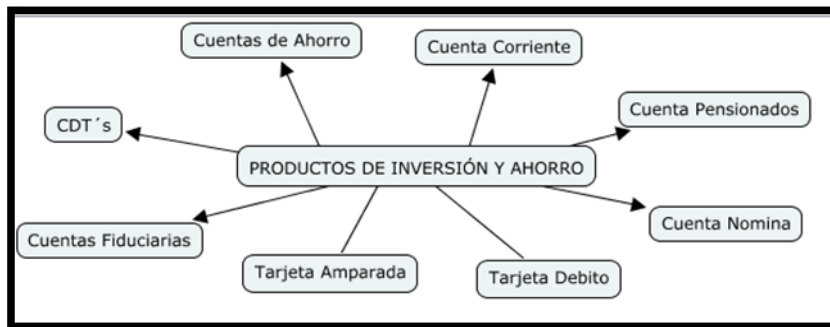 Cuentas de Ahorro
Cuenta Corriente
CDT´s
Cuenta Pensionados
PRODUCTOS DE INVERSIÓN Y AHORRO
Cuentas Fiduciarias
Cuenta Nomina
Tarjeta Amparada
Tarjeta Debito